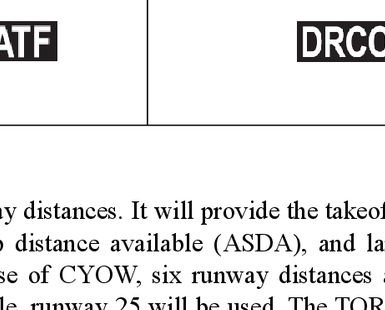 ATF DRCO
ay distances. It will provide the takeof
distance available (ASDA), and la
se of CYOW, six runway distances a
le, runway 25 will be used. The TOR